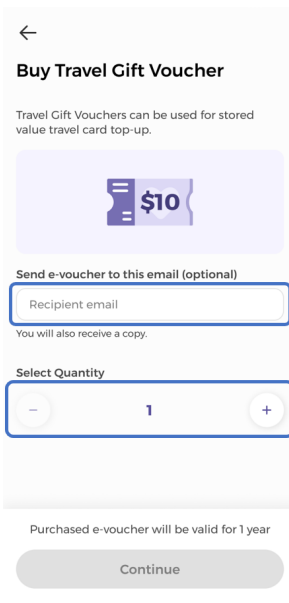 Buy Travel Gift Voucher
Travel Gift Vouchers can be used for stored
value travel card top-up.
$10
Send e-voucher to this email (optional)
Recipient email
You will also receive a copy.
Select Quantity
− 1 +
Purchased e-voucher will be valid for 1 year
Continue